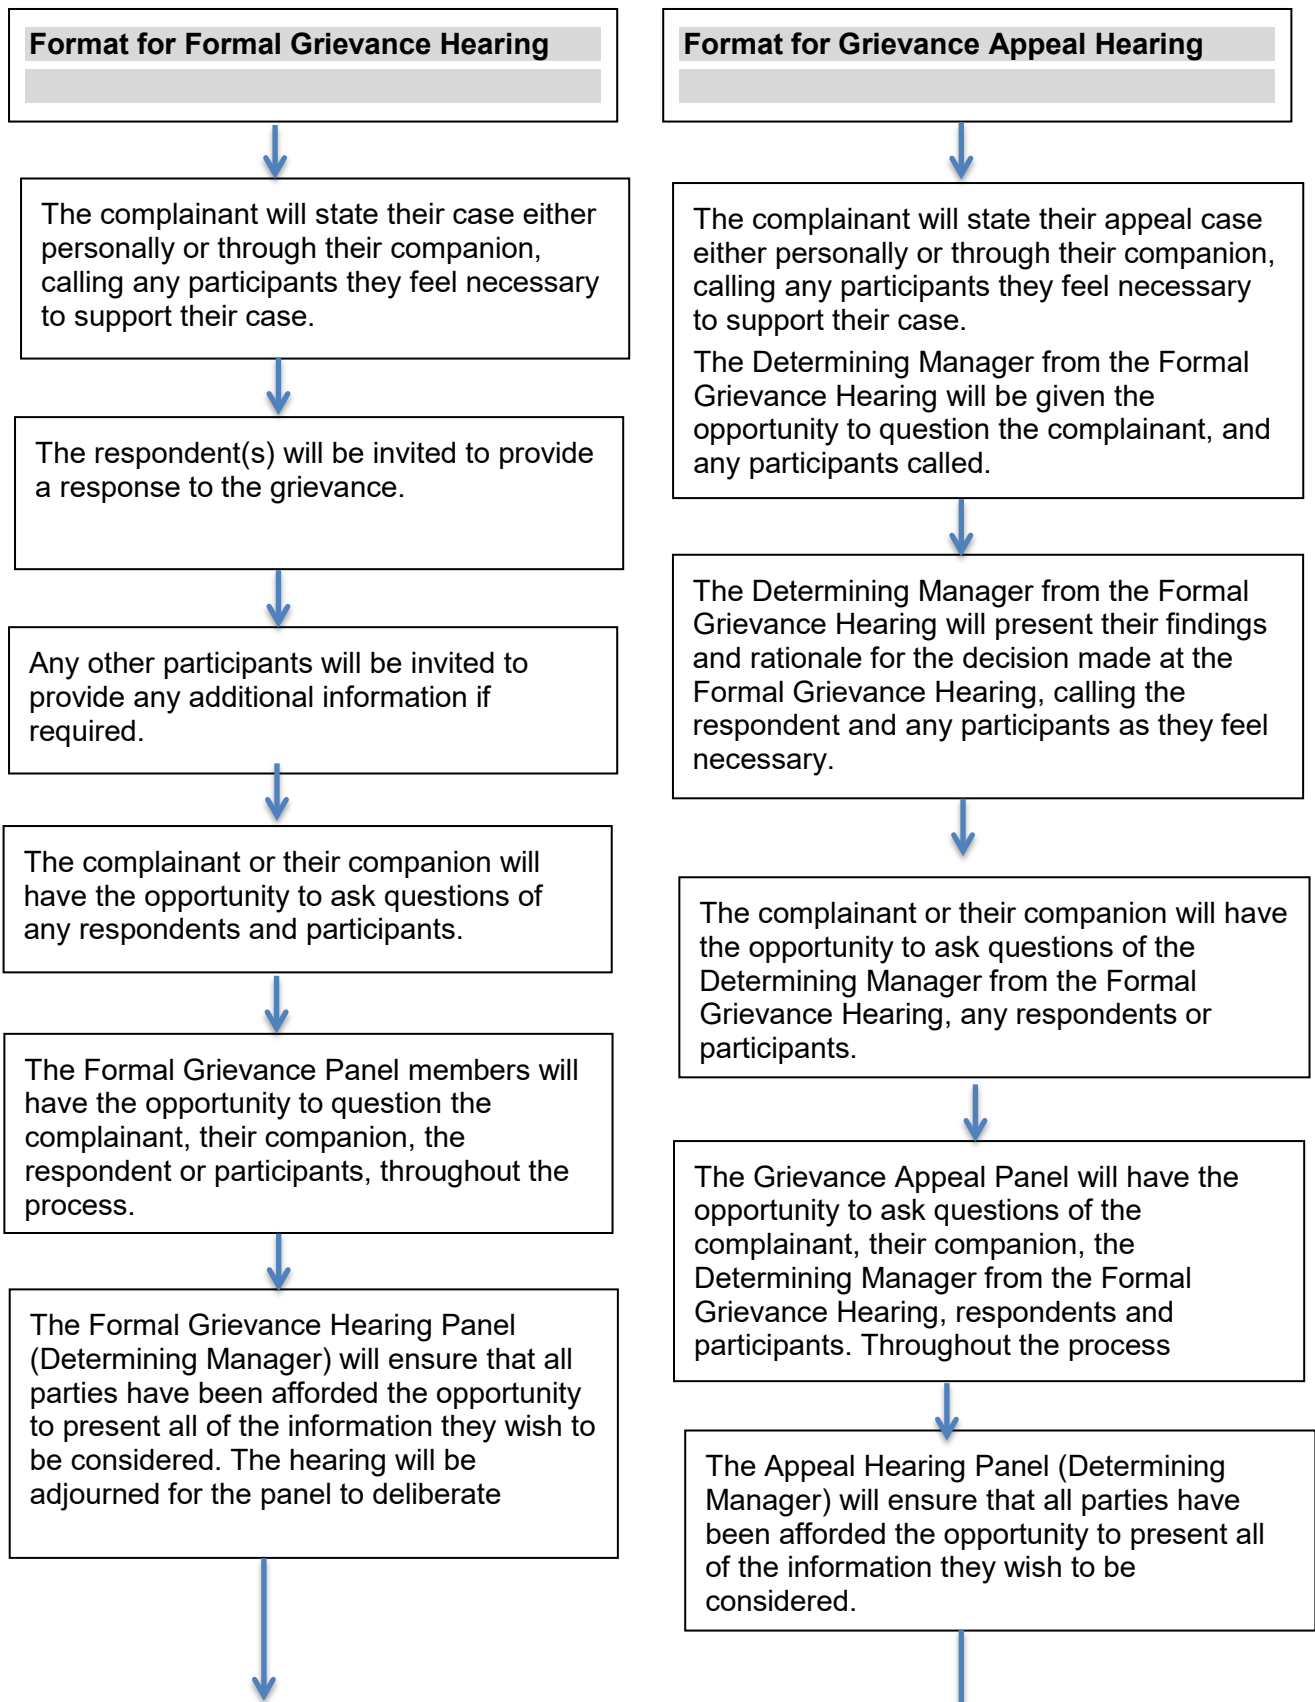 Format for Formal Grievance Hearing
The complainant will state their case either
personally or through their companion,
calling any participants they feel necessary
to support their case.
The respondent(s) will be invited to provide
a response to the grievance.
Any other participants will be invited to
provide any additional information if
required.
The complainant or their companion will
have the opportunity to ask questions of
any respondents and participants.
The Formal Grievance Panel members will
have the opportunity to question the
complainant, their companion, the
respondent or participants, throughout the
process.
The Formal Grievance Hearing Panel
(Determining Manager) will ensure that all
parties have been afforded the opportunity
to present all of the information they wish to
be considered. The hearing will be
adjourned for the panel to deliberate
Format for Grievance Appeal Hearing
The complainant will state their appeal case
either personally or through their companion,
calling any participants they feel necessary
to support their case.
The Determining Manager from the Formal
Grievance Hearing will be given the
opportunity to question the complainant, and
any participants called.
The Determining Manager from the Formal
Grievance Hearing will present their findings
and rationale for the decision made at the
Formal Grievance Hearing, calling the
respondent and any participants as they feel
necessary.
The complainant or their companion will have
the opportunity to ask questions of the
Determining Manager from the Formal
Grievance Hearing, any respondents or
participants.
The Grievance Appeal Panel will have the
opportunity to ask questions of the
complainant, their companion, the
Determining Manager from the Formal
Grievance Hearing, respondents and
participants. Throughout the process
The Appeal Hearing Panel (Determining
Manager) will ensure that all parties have
been afforded the opportunity to present all
of the information they wish to be
considered.